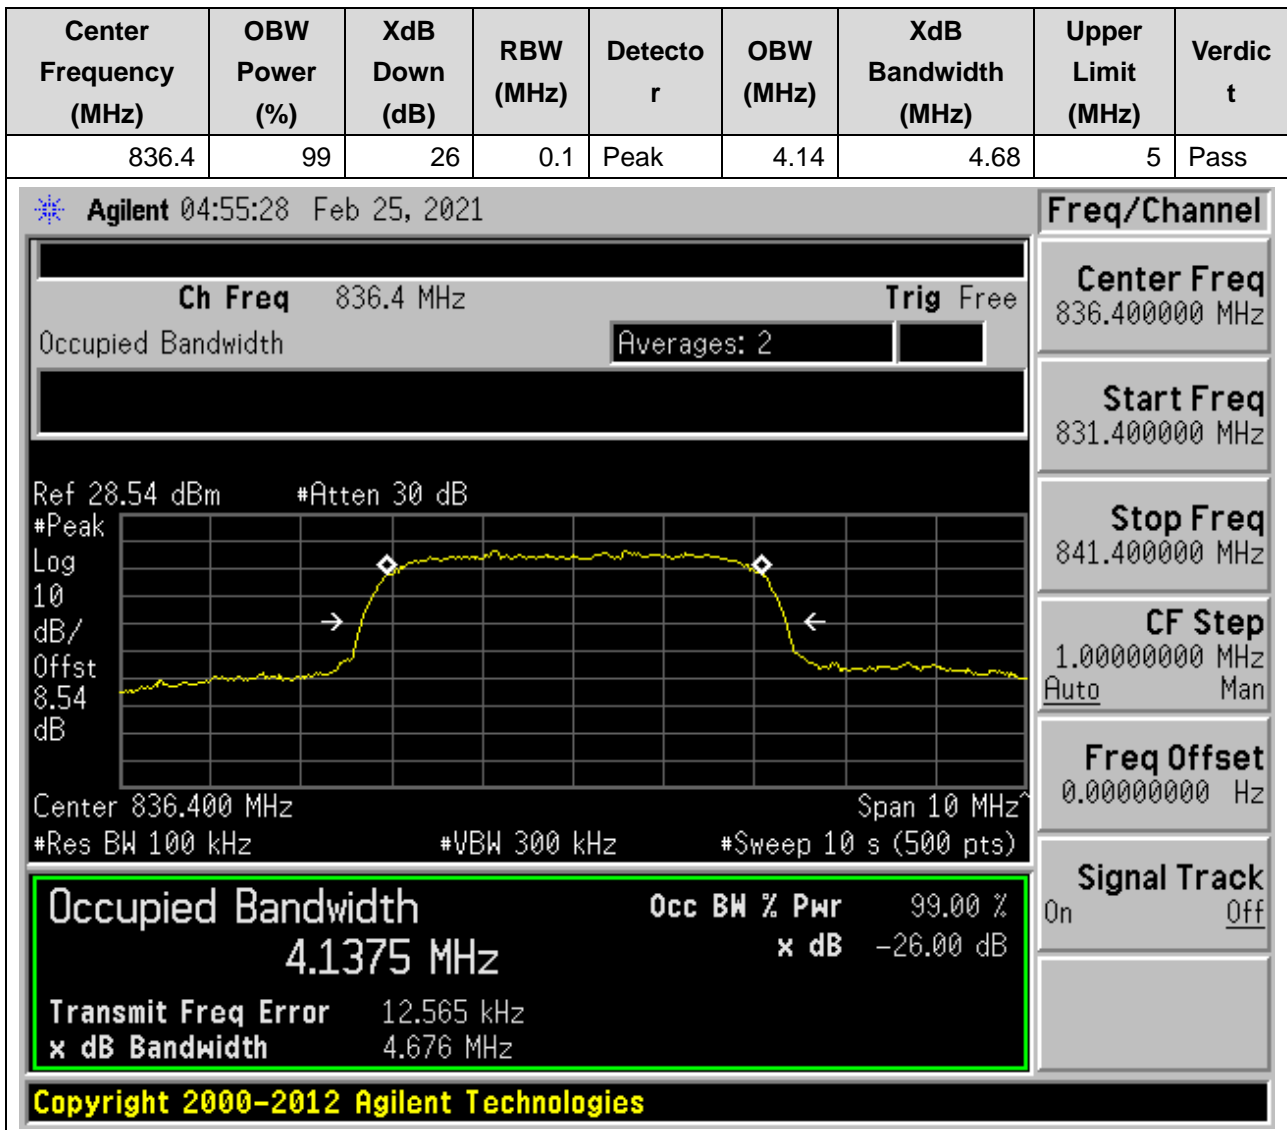 Center Frequency (MHz) OBW Power (%) XdB Down (dB) RBW (MHz) Detector OBW (MHz) XdB Bandwidth (MHz) Upper Limit (MHz) Verdict
836.4 99 26 0.1 Peak 4.14 4.68 5 Pass
Agilent 04:55:28 Feb 25, 2021
Freq/Channel
Ch Freq 836.4 MHz Trig Free
Occupied Bandwidth Averages: 2
Center Freq
836.400000 MHz
Start Freq
831.400000 MHz
Ref 28.54 dBm #Atten 30 dB
#Peak
Log
10
dB/
Offst
8.54
dB
Stop Freq
841.400000 MHz
CF Step
1.00000000 MHz
Auto Man
Freq Offset
0.00000000 Hz
Center 836.400 MHz Span 10 MHz^
#Res BW 100 kHz #VBW 300 kHz #Sweep 10 s (500 pts)
Signal Track
On Off
Occupied Bandwidth Occ BW % Pwr 99.00 %
4.1375 MHz x dB -26.00 dB
Transmit Freq Error 12.565 kHz
x dB Bandwidth 4.676 MHz
Copyright 2000-2012 Agilent Technologies